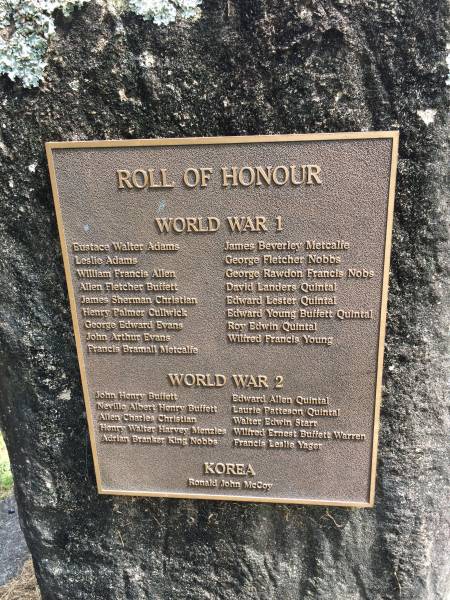 ROLL OF HONOUR
WORLD WAR 1
Eustace Walter Adams
Leslie Adams
William Francis Allen
Allen Fletcher Buffett
James Sherman Christian
Henry Palmer Cullwick
George Edward Evans
John Arthur Evans
Francis Bramall Metcalfe
James Beverley Metcalfe
George Fletcher Nobbs
George Rawdon Francis Nobs
David Landers Quintal
Edward Lester Quintal
Edward Young Buffett Quintal
Roy Edwin Quintal
Wilfred Francis Young
WORLD WAR 2
John Henry Buffett
Neville Albert Henry Buffett
Allen Charles Christian
Henry Walter Harvey Menzies
Adrian Branker King Nobbs
Edward Allen Quintal
Laurie Patteson Quintal
Walter Edwin Starr
Wilfred Ernest Buffett Warren
Francis Leslie Yager
KOREA
Ronald John McCoy